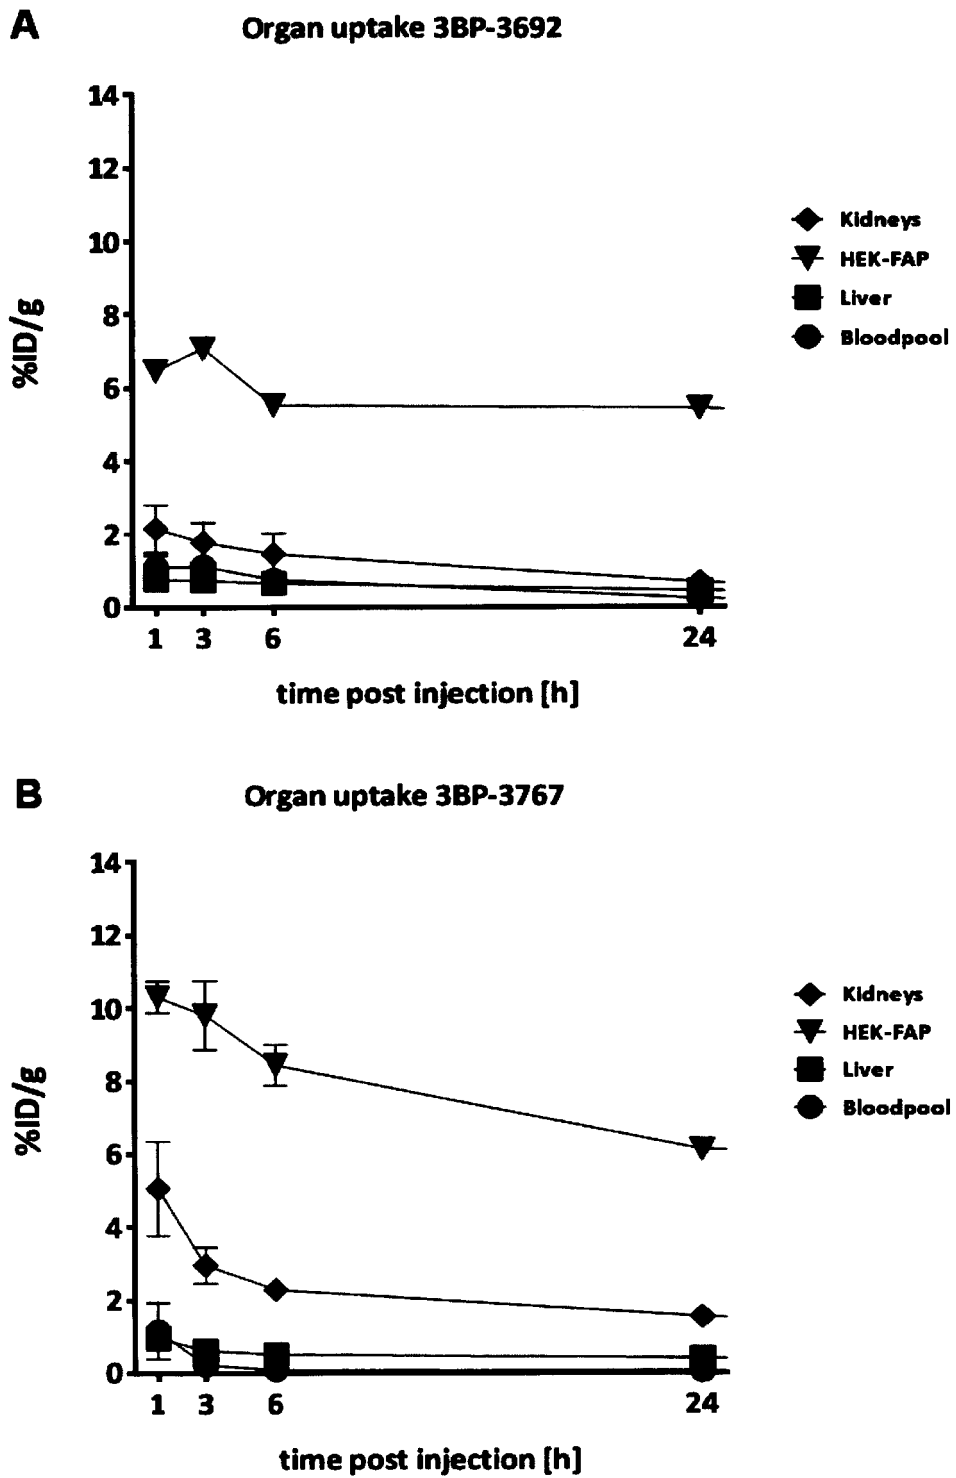 A
Organ uptake 3BP-3692
14
12
10
8
6
4
2
0
%ID/g
1 3 6 24
time post injection [h]
Kidneys
HEK-FAP
Liver
Bloodpool
B
Organ uptake 3BP-3767
14
12
10
8
6
4
2
0
%ID/g
1 3 6 24
time post injection [h]
Kidneys
HEK-FAP
Liver
Bloodpool